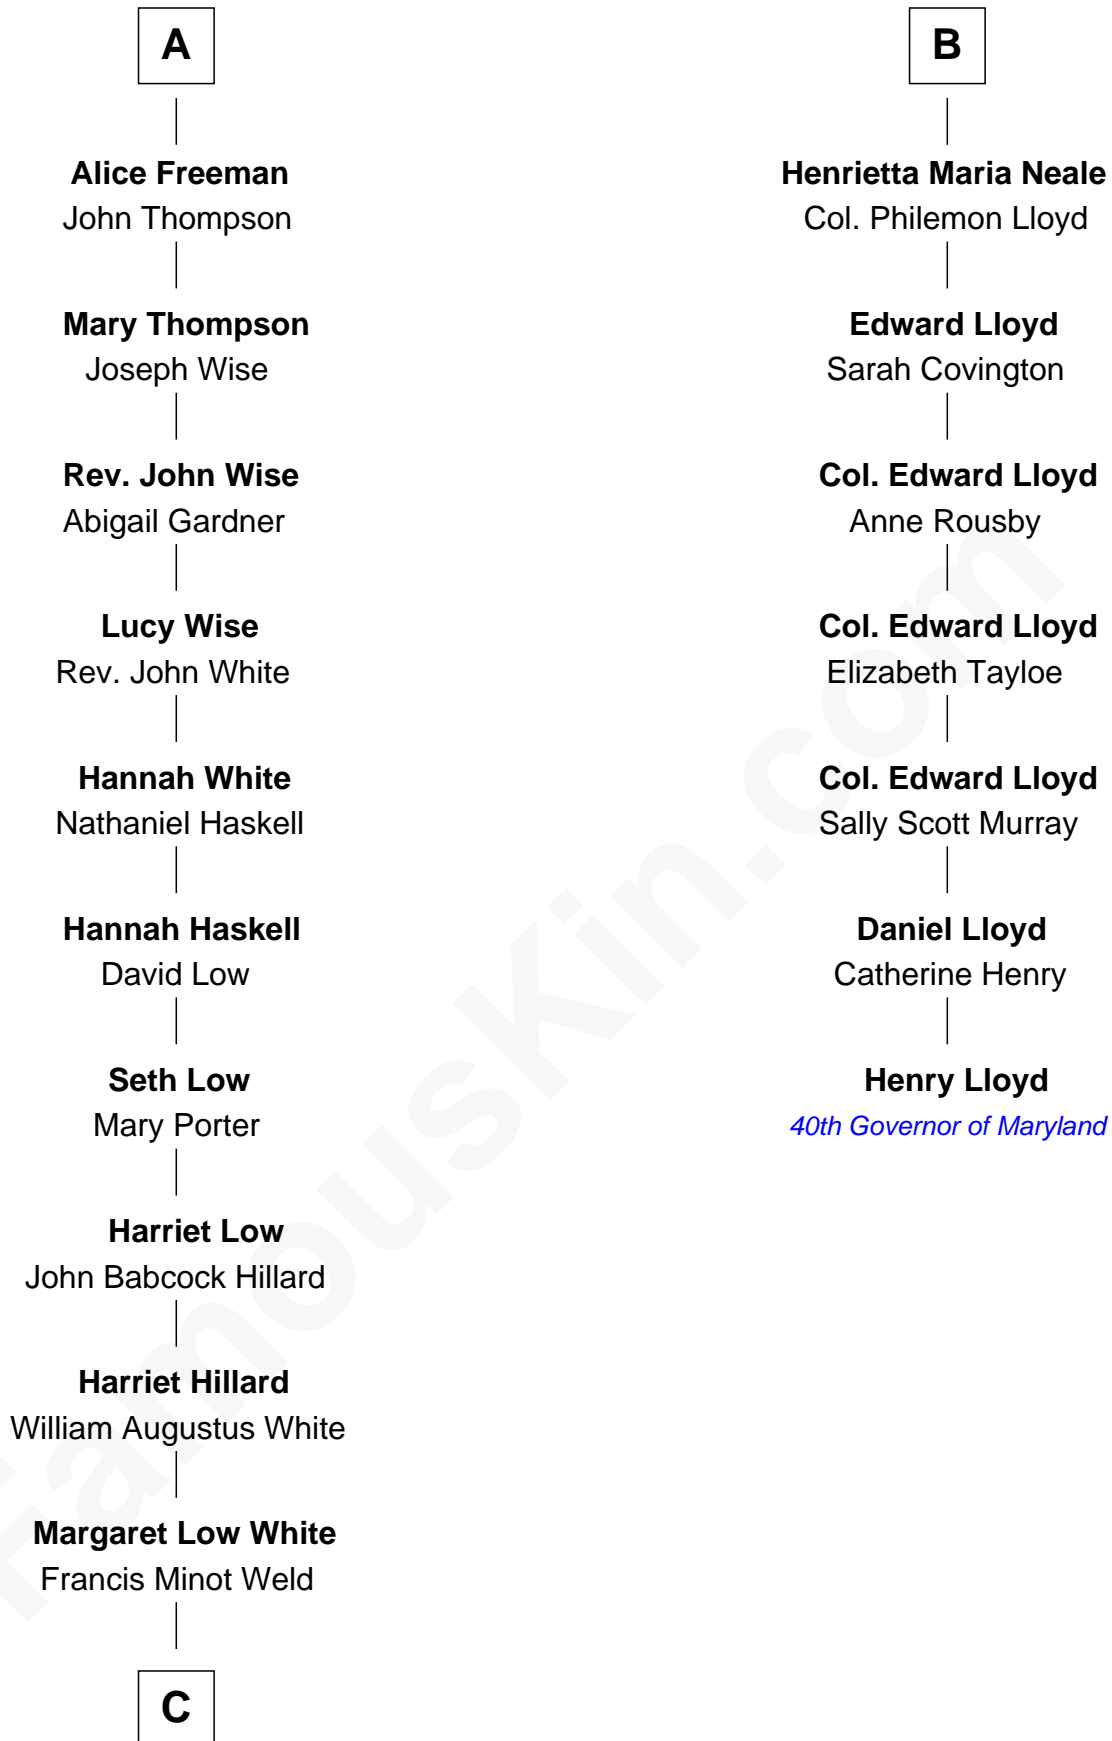 A
Alice Freeman
John Thompson
Mary Thompson
Joseph Wise
Rev. John Wise
Abigail Gardner
Lucy Wise
Rev. John White
Hannah White
Nathaniel Haskell
Hannah Haskell
David Low
Seth Low
Mary Porter
Harriet Low
John Babcock Hillard
Harriet Hillard
William Augustus White
Margaret Low White
Francis Minot Weld
C
B
Henrietta Maria Neale
Col. Philemon Lloyd
Edward Lloyd
Sarah Covington
Col. Edward Lloyd
Anne Rousby
Col. Edward Lloyd
Elizabeth Tayloe
Col. Edward Lloyd
Sally Scott Murray
Daniel Lloyd
Catherine Henry
Henry Lloyd
40th Governor of Maryland
FamousKin.com